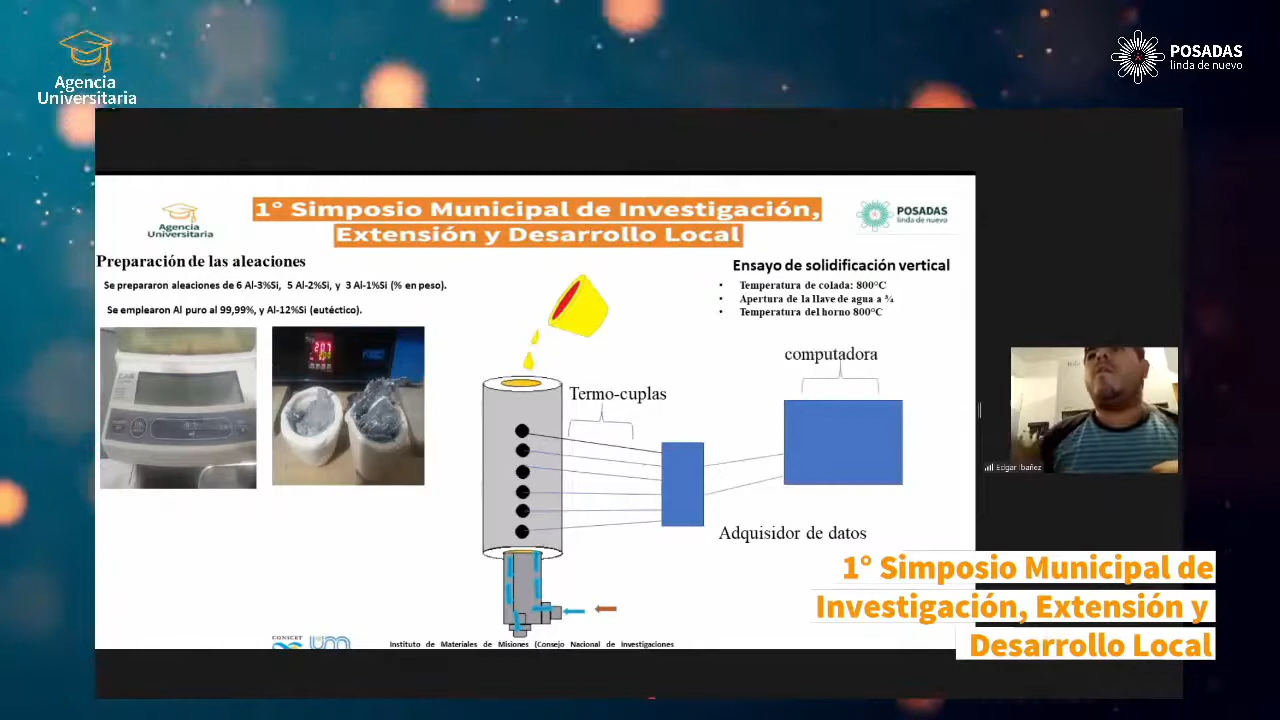 Agencia
Universitaria
POSADAS
linda de nuevo
Agencia
Universitaria
1° Simposio Municipal de Investigación,
Extensión y Desarrollo Local
POSADAS
linda de nuevo
Preparación de las aleaciones
Se prepararon aleaciones de 6 Al-3%Si, 5 Al-2%Si, y 3 Al-1%Si (% en peso).
Se emplearon Al puro al 99,99%, y Al-12%Si (eutéctico).
Ensayo de solidificación vertical
• Temperatura de colada: 800°C
• Apertura de la llave de agua a ¾
• Temperatura del horno 800°C
computadora
Termo-cuplas
207
Adquisidor de datos
Edgar Ibañez
CONICET
Instituto de Materiales de Misiones (Consejo Nacional de Investigaciones
1° Simposio Municipal de
Investigación, Extensión y
Desarrollo Local